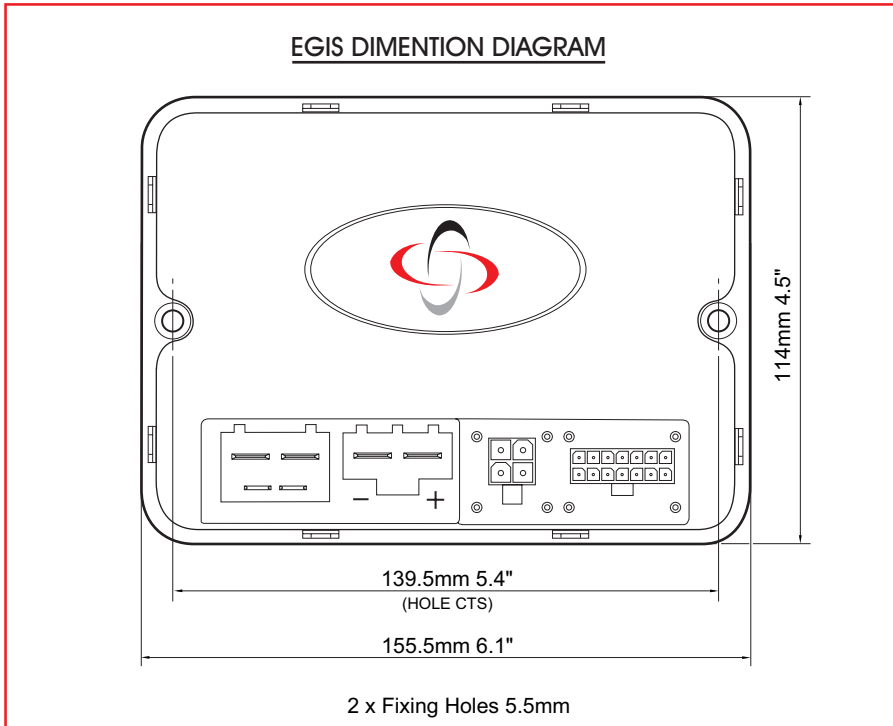 EGIS DIMENTION DIAGRAM
114mm 4.5"
− +
139.5mm 5.4"
(HOLE CTS)
155.5mm 6.1"
2 x Fixing Holes 5.5mm